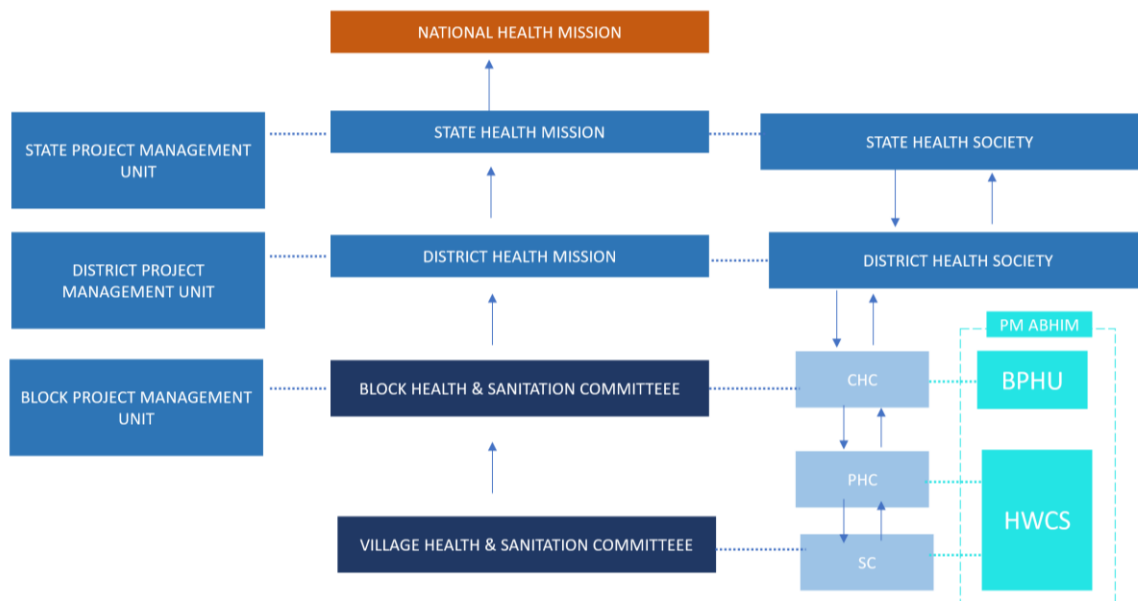 NATIONAL HEALTH MISSION
STATE PROJECT MANAGEMENT
UNIT
STATE HEALTH MISSION
STATE HEALTH SOCIETY
DISTRICT PROJECT
MANAGEMENT UNIT
DISTRICT HEALTH MISSION
DISTRICT HEALTH SOCIETY
PM ABHIM
BLOCK PROJECT MANAGEMENT
UNIT
BLOCK HEALTH & SANITATION COMMITTEEE
CHC
BPHU
PHC
HWCS
VILLAGE HEALTH & SANITATION COMMITTEEE
SC